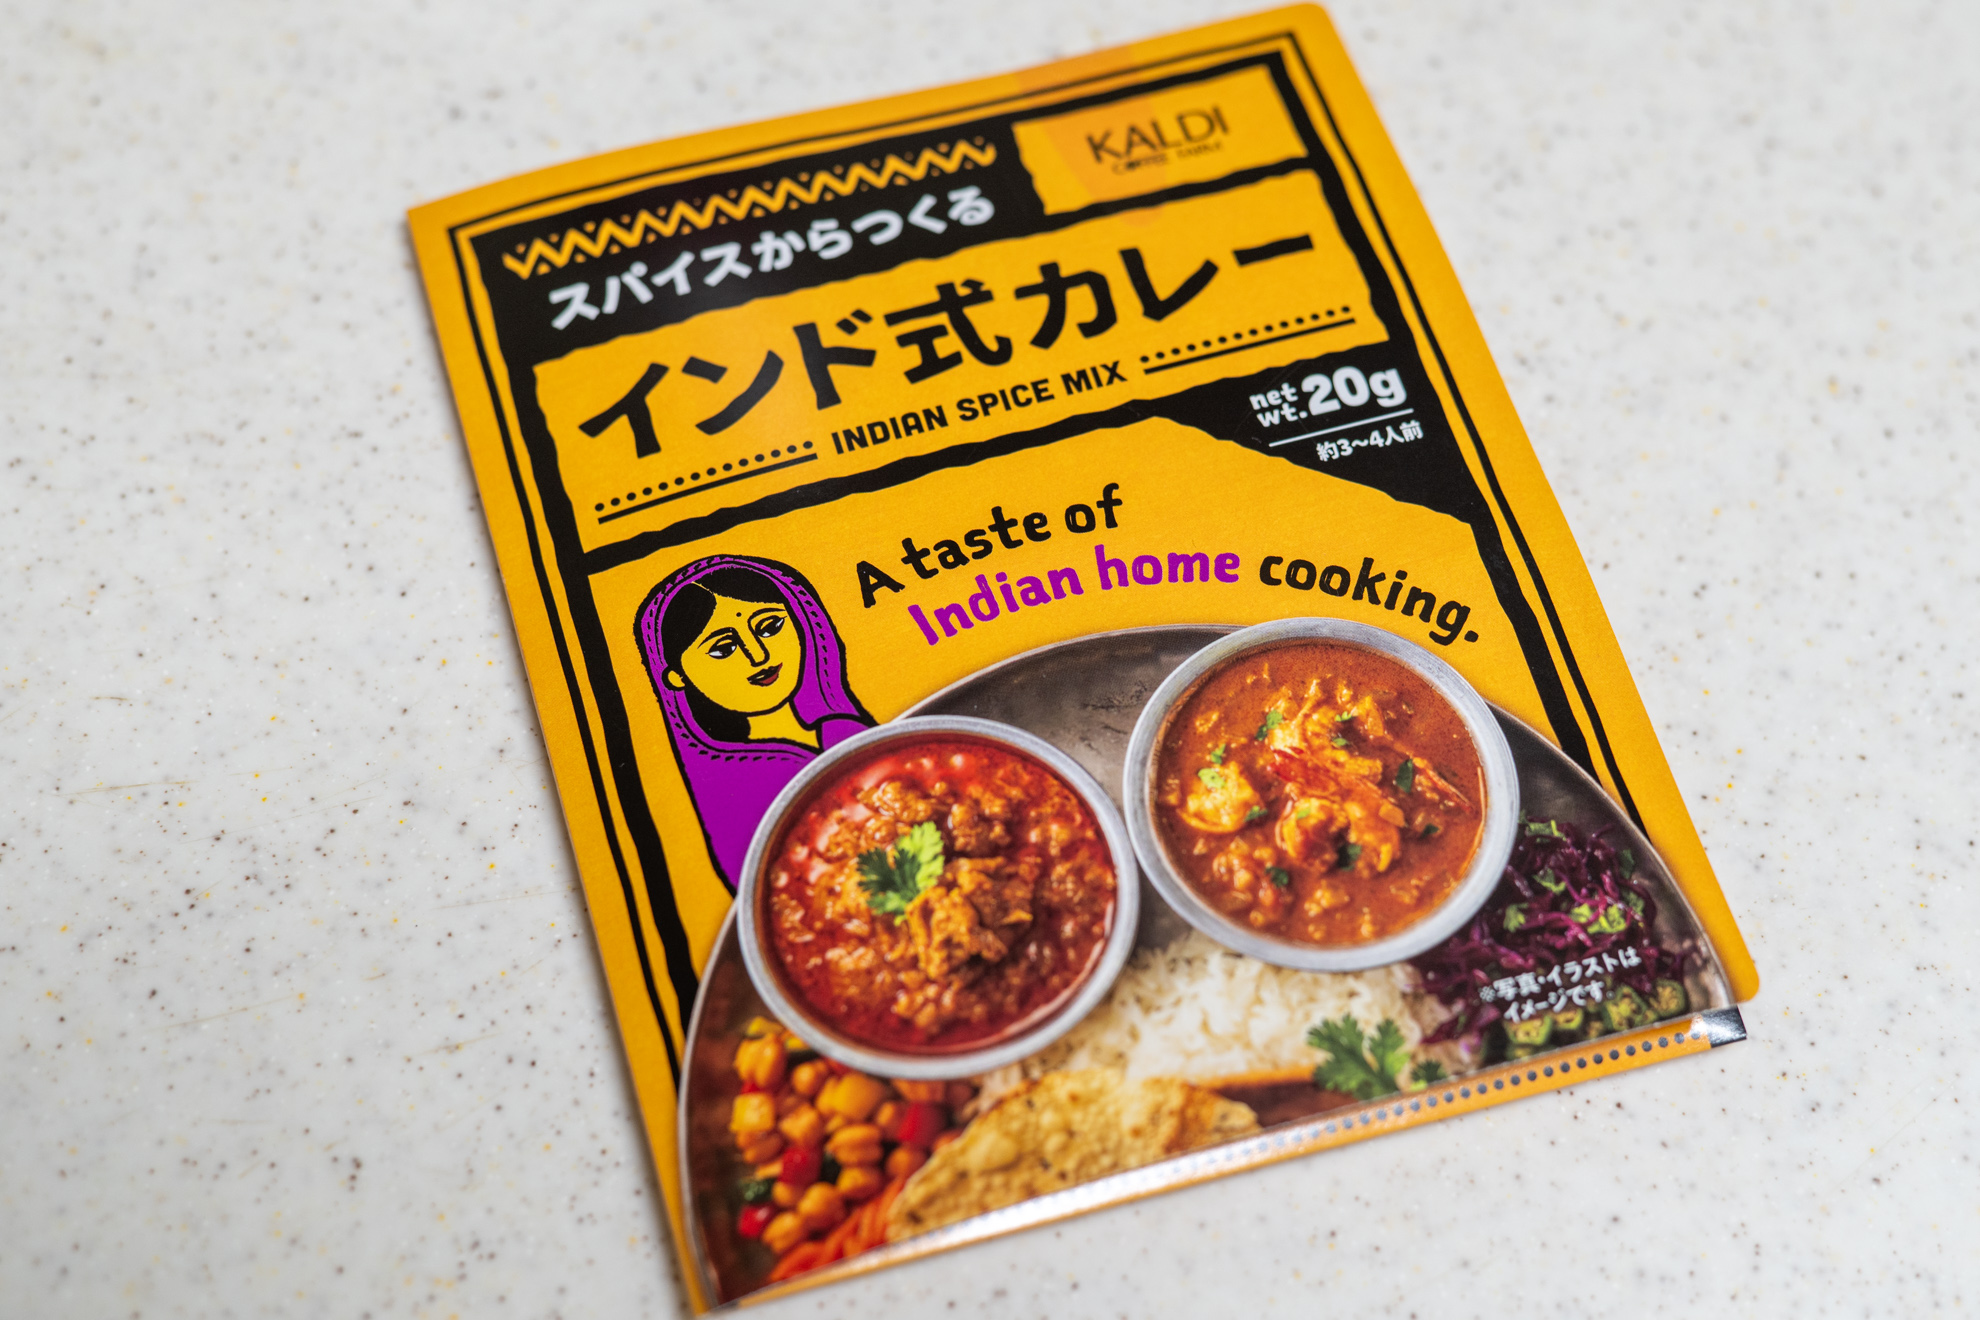 KALDI
スパイスからつくる
インド式カレー
INDIAN SPICE MIX
net wt. 20g
約3〜4人前
A taste of
Indian home cooking.
※写真・イラストは
イメージです。